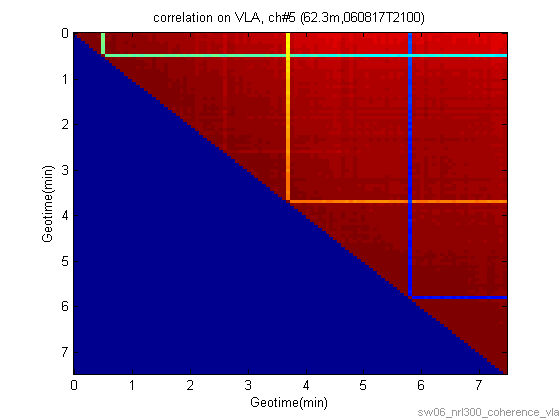 correlation on VLA, ch#5 (62.3m,060817T2100)
0
1
2
3
4
5
6
7
Geotime(min)
0 1 2 3 4 5 6 7
Geotime(min)
sw06_nrl300_coherence_vla